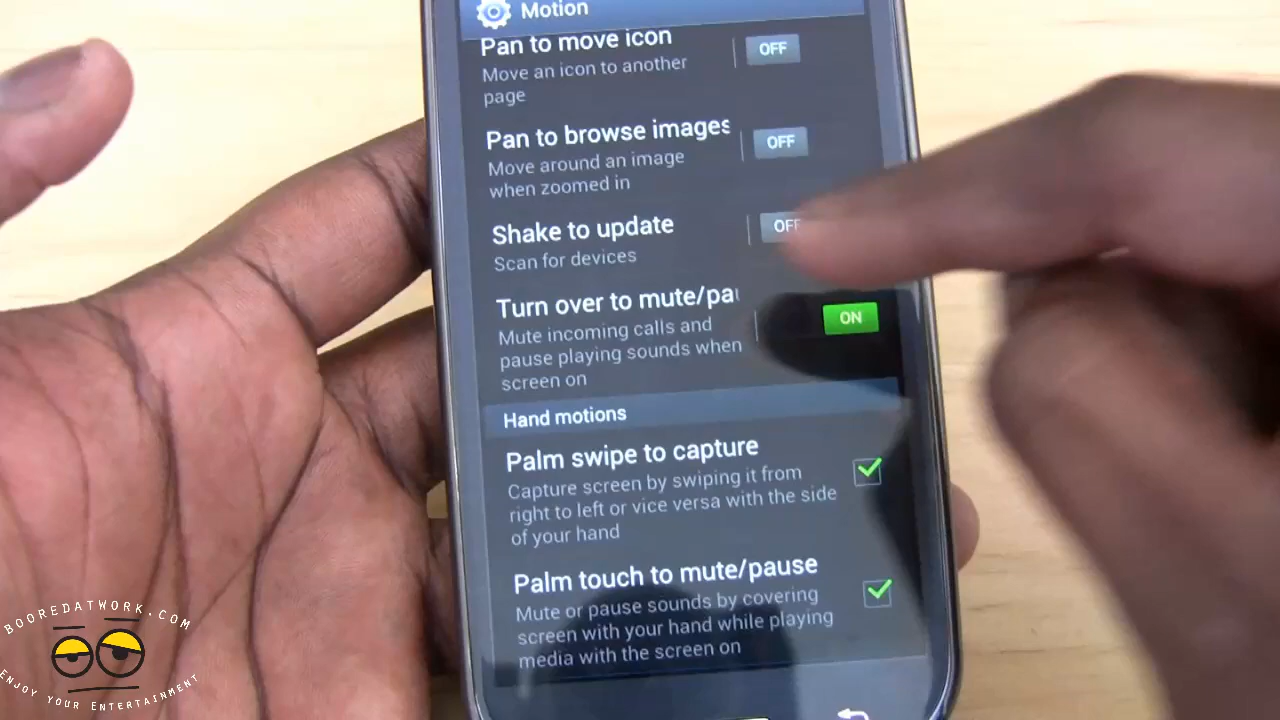 Motion
Pan to move icon
OFF
Move an icon to another
page
Pan to browse images
OFF
Move around an image
when zoomed in
Shake to update
OFF
Scan for devices
Turn over to mute/pau
ON
Mute incoming calls and
pause playing sounds when
screen on
Hand motions
Palm swipe to capture
Capture screen by swiping it from
right to left or vice versa with the side
of your hand
Palm touch to mute/pause
Mute or pause sounds by covering
screen with your hand while playing
media with the screen on
BOOREDATWORK.COM
ENJOY YOUR ENTERTAINMENT